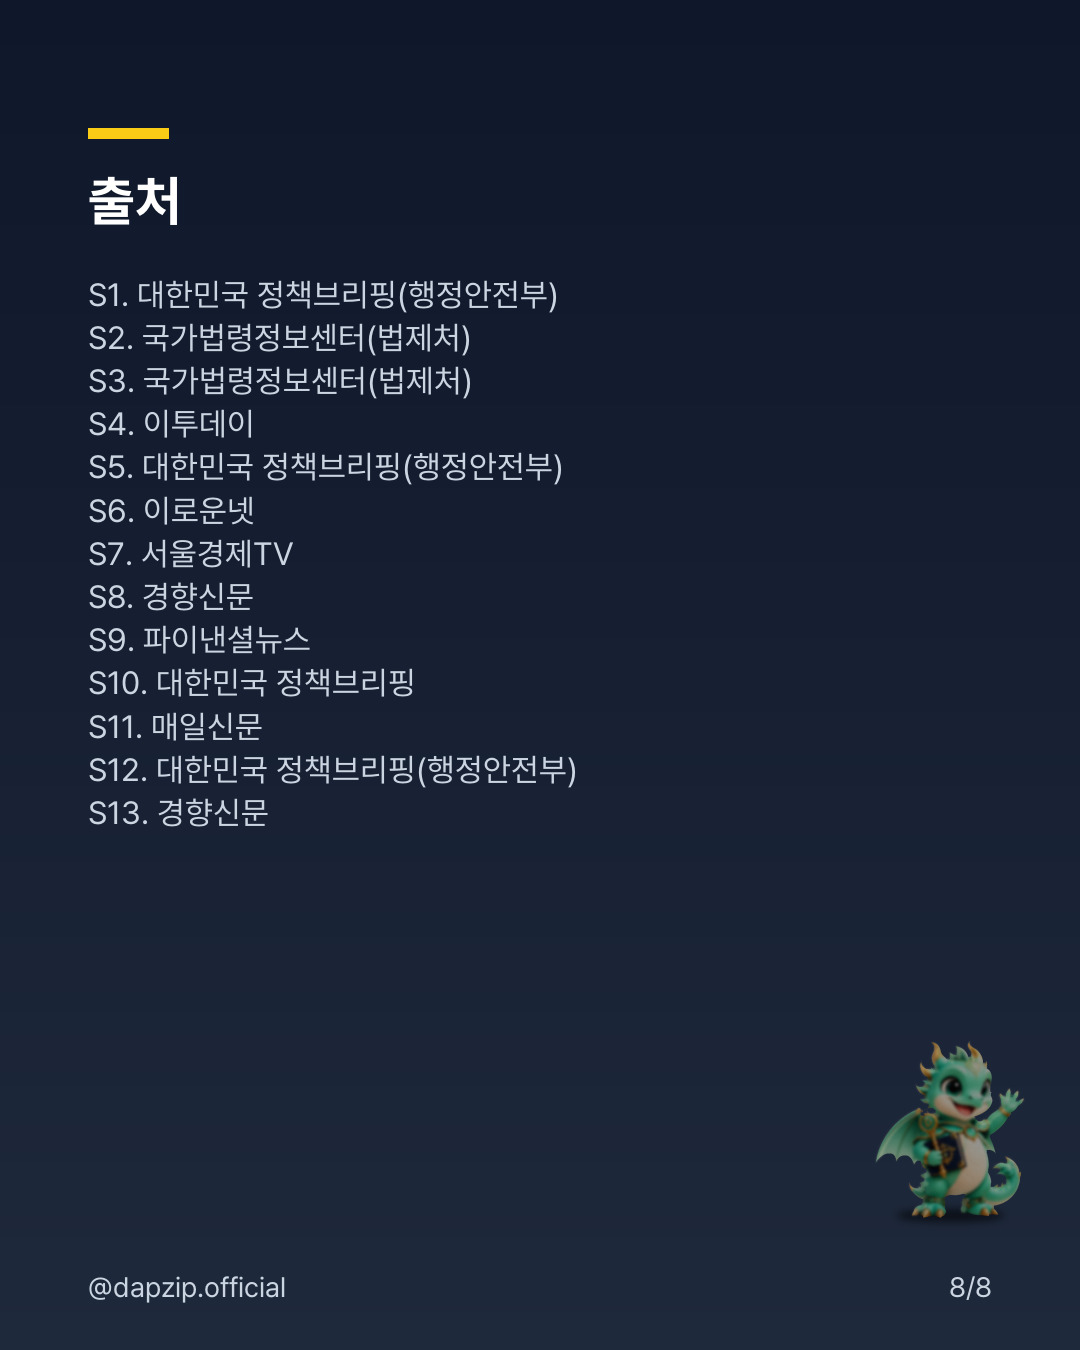 출처
S1. 대한민국 정책브리핑(행정안전부)
S2. 국가법령정보센터(법제처)
S3. 국가법령정보센터(법제처)
S4. 이투데이
S5. 대한민국 정책브리핑(행정안전부)
S6. 이로운넷
S7. 서울경제TV
S8. 경향신문
S9. 파이낸셜뉴스
S10. 대한민국 정책브리핑
S11. 매일신문
S12. 대한민국 정책브리핑(행정안전부)
S13. 경향신문
@dapzip.official
8/8